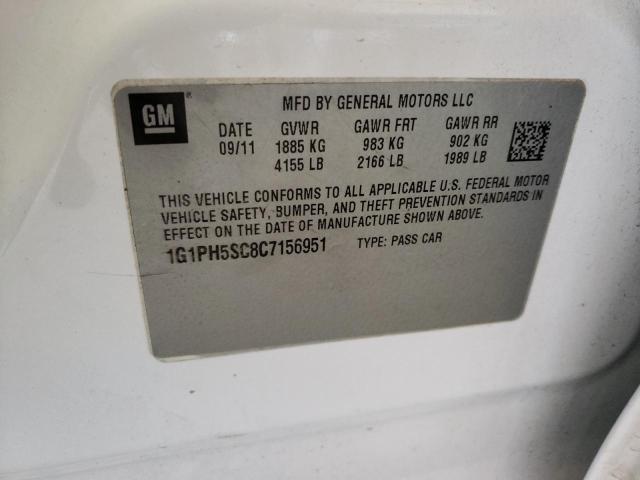 GM ®
MFD BY GENERAL MOTORS LLC
DATE GVWR GAWR FRT GAWR RR
09/11 1885 KG 983 KG 902 KG
4155 LB 2166 LB 1989 LB
THIS VEHICLE CONFORMS TO ALL APPLICABLE U.S. FEDERAL MOTOR
VEHICLE SAFETY, BUMPER, AND THEFT PREVENTION STANDARDS IN
EFFECT ON THE DATE OF MANUFACTURE SHOWN ABOVE.
1G1PH5SC8C7156951 TYPE: PASS CAR